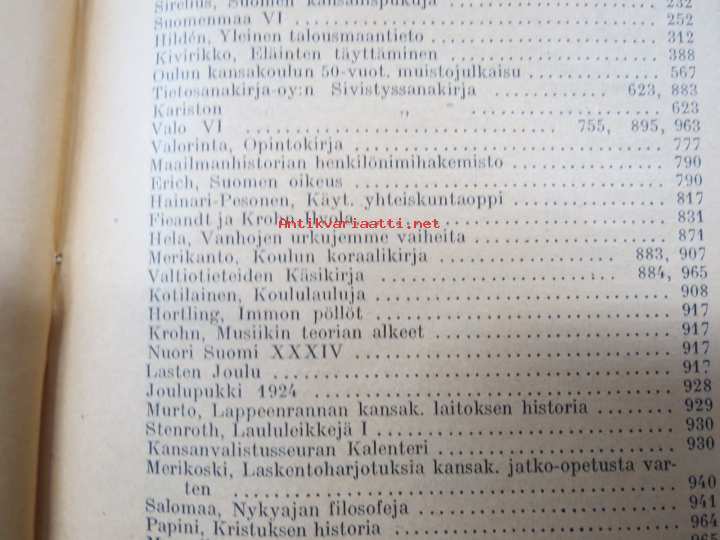 Sirelius, Suomen kansanspukuja ........ 232
Suomenmaa VI ........ 252
Hildén, Yleinen talousmaantieto ........ 312
Kivirikko, Eläinten täyttäminen ........ 388
Oulun kansakoulun 50-vuot. muistojulkaisu ........ 567
Tietosanakirja-oy:n Sivistyssanakirja ........ 623, 883
Kariston „ ........ 623
Valo VI ........ 755, 895, 963
Valorinta, Opintokirja ........ 777
Maailmanhistorian henkilönimihakemisto ........ 790
Erich, Suomen oikeus ........ 790
Hainari-Pesonen, Käyt. yhteiskuntaoppi ........ 817
Fieandt ja Krohn, ........ 831
Antikvariaatti.net
Hela, Vanhojen urkujemme vaiheita ........ 871
Merikanto, Koulun koraalikirja ........ 883, 907
Valtiotieteiden Käsikirja ........ 884, 965
Kotilainen, Koululauluja ........ 908
Hortling, Immon pöllöt ........ 917
Krohn, Musiikin teorian alkeet ........ 917
Nuori Suomi XXXIV ........ 917
Lasten Joulu ........ 917
Joulupukki 1924 ........ 928
Murto, Lappeenrannan kansak. laitoksen historia ........ 929
Stenroth, Laululeikkejä I ........ 930
Kansanvalistusseuran Kalenteri ........ 930
Merikoski, Laskentoharjotuksia kansak. jatko-opetusta var-
ten ........ 940
Salomaa, Nykyajan filosofeja ........ 941
Papini, Kristuksen historia ........ 964